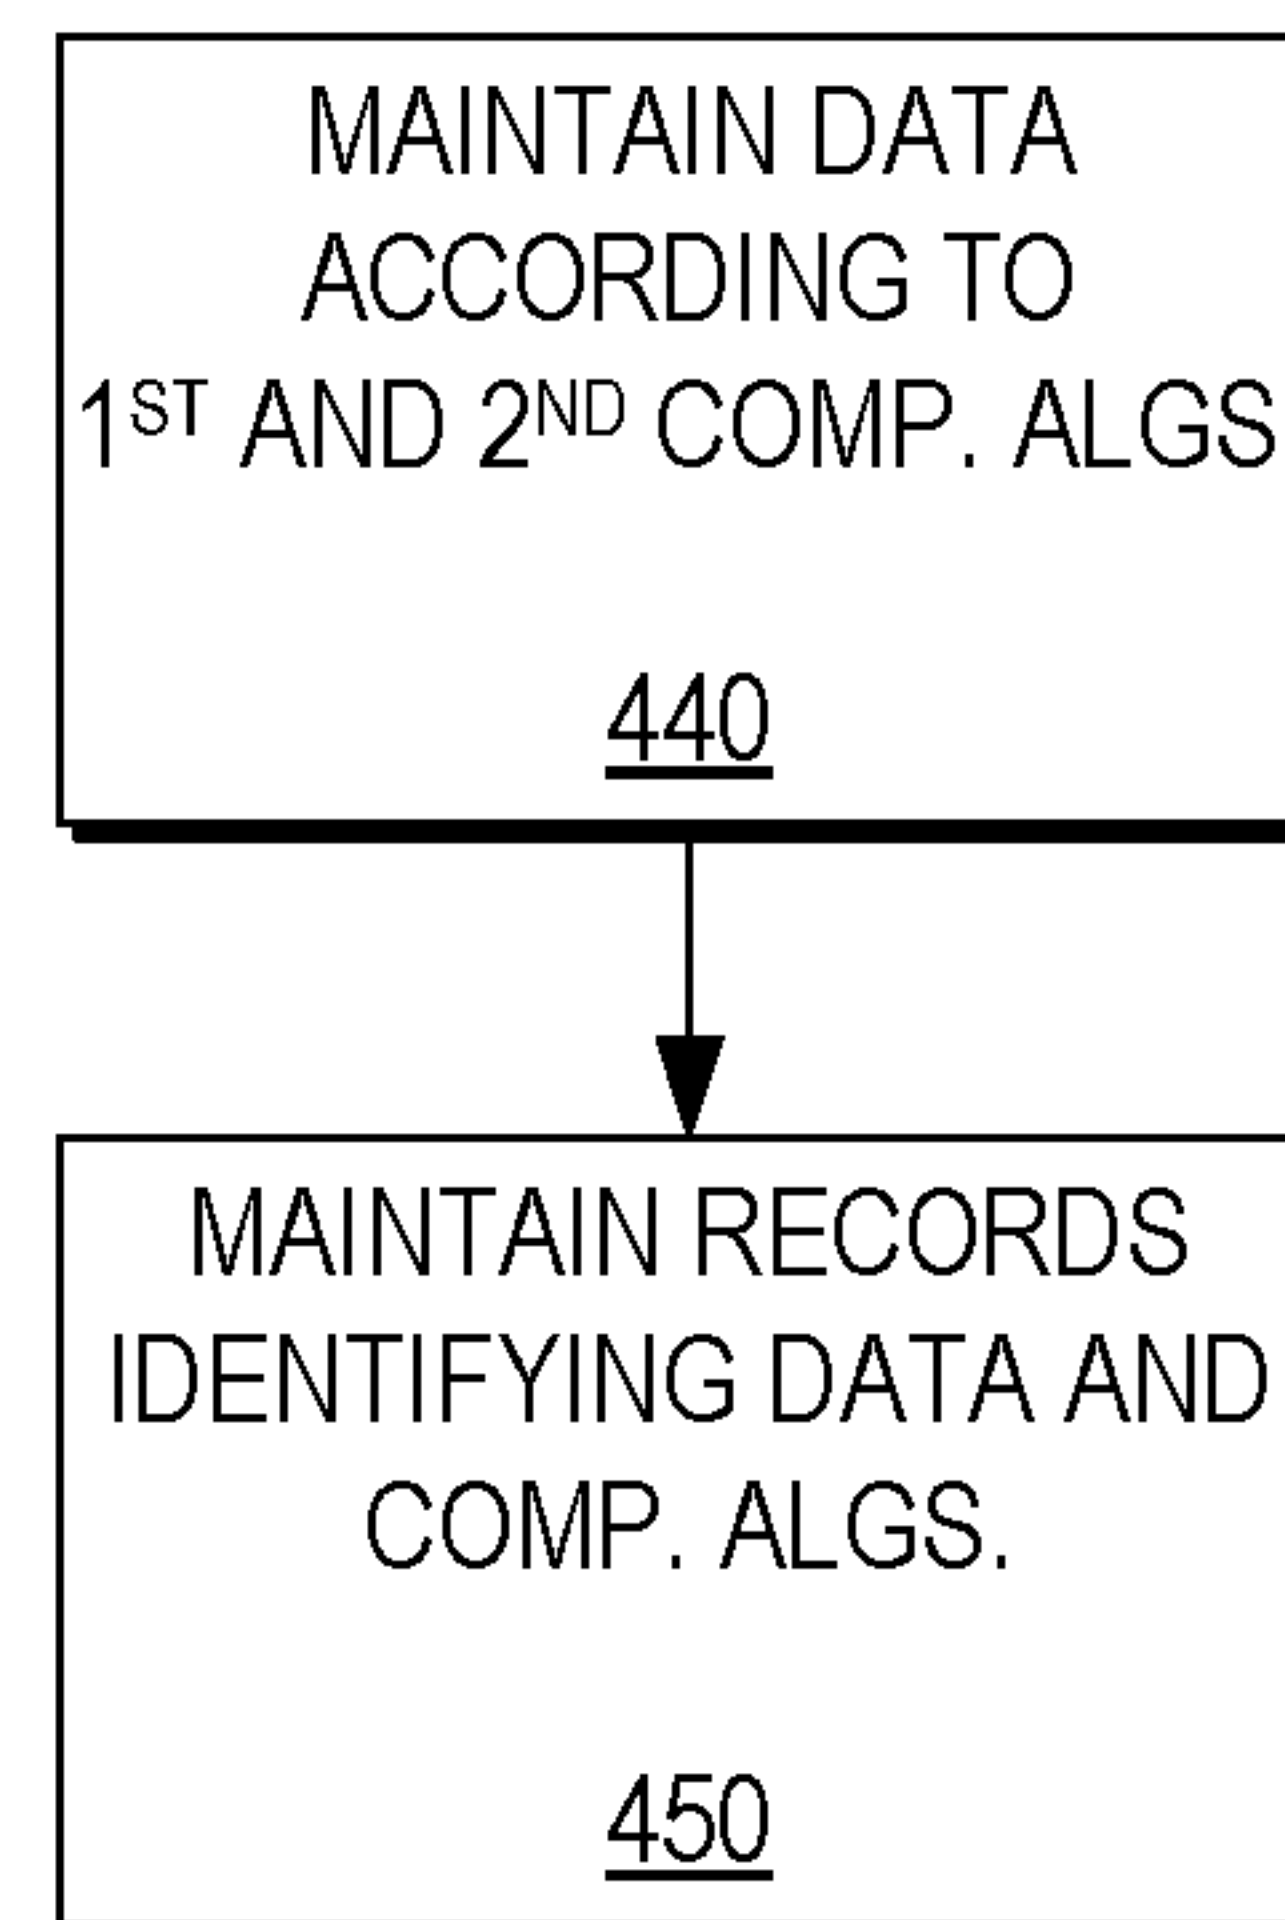 MAINTAIN DATA
ACCORDING TO
1ST AND 2ND COMP. ALGS
440
MAINTAIN RECORDS
IDENTIFYING DATA AND
COMP. ALGS.
450